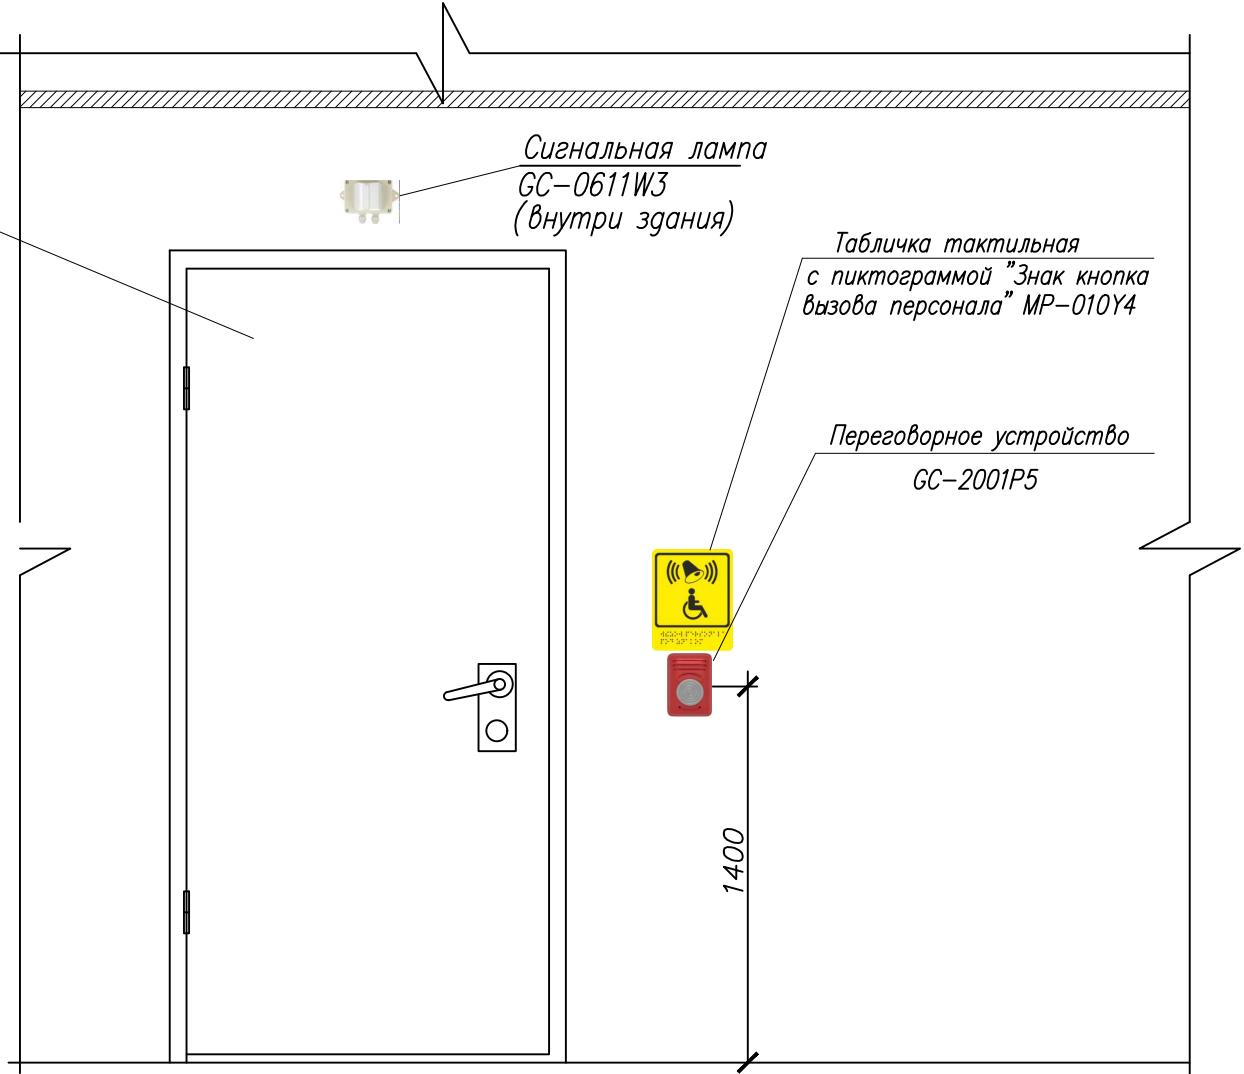 Сигнальная лампа
GC-0611W3
(внутри здания)
Табличка тактильная
с пиктограммой "Знак кнопка
вызова персонала" MP-010Y4
Переговорное устройство
GC-2001P5
1400